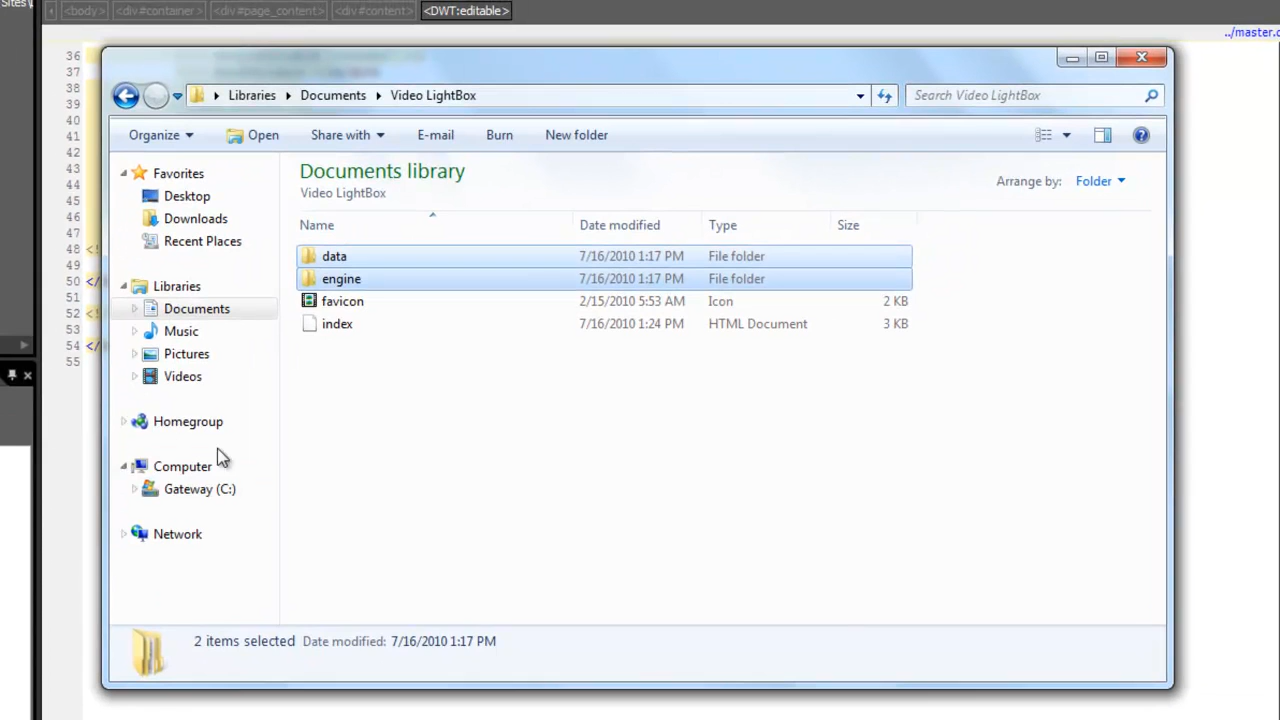 Sites\
<body> <div#container> <div#page_content> <div#content> <DWT:editable>
../master.
36
37
38
39
40
41
42
43
44
45
46
47
48 <!
49
50 </
51
52 <!
53
54 </
55
Libraries Documents Video LightBox
Search Video LightBox
Organize Open Share with E-mail Burn New folder
Favorites
Desktop
Downloads
Recent Places
Libraries
Documents
Music
Pictures
Videos
Homegroup
Computer
Gateway (C:)
Network
Documents library
Video LightBox
Arrange by: Folder
Name Date modified Type Size
data 7/16/2010 1:17 PM File folder
engine 7/16/2010 1:17 PM File folder
favicon 2/15/2010 5:53 AM Icon 2 KB
index 7/16/2010 1:24 PM HTML Document 3 KB
2 items selected Date modified: 7/16/2010 1:17 PM